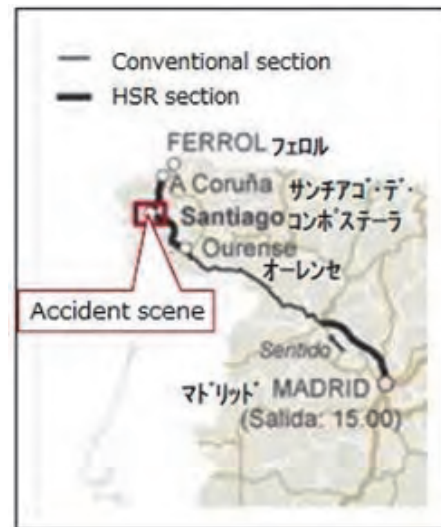 Conventional section
HSR section
FERROL フェロル
A Coruña サンチアゴ・デ・
Santiago コンポステーラ
Ourense
オーレンセ
Accident scene
Sentido
マドリッド MADRID
(Salida: 15.00)